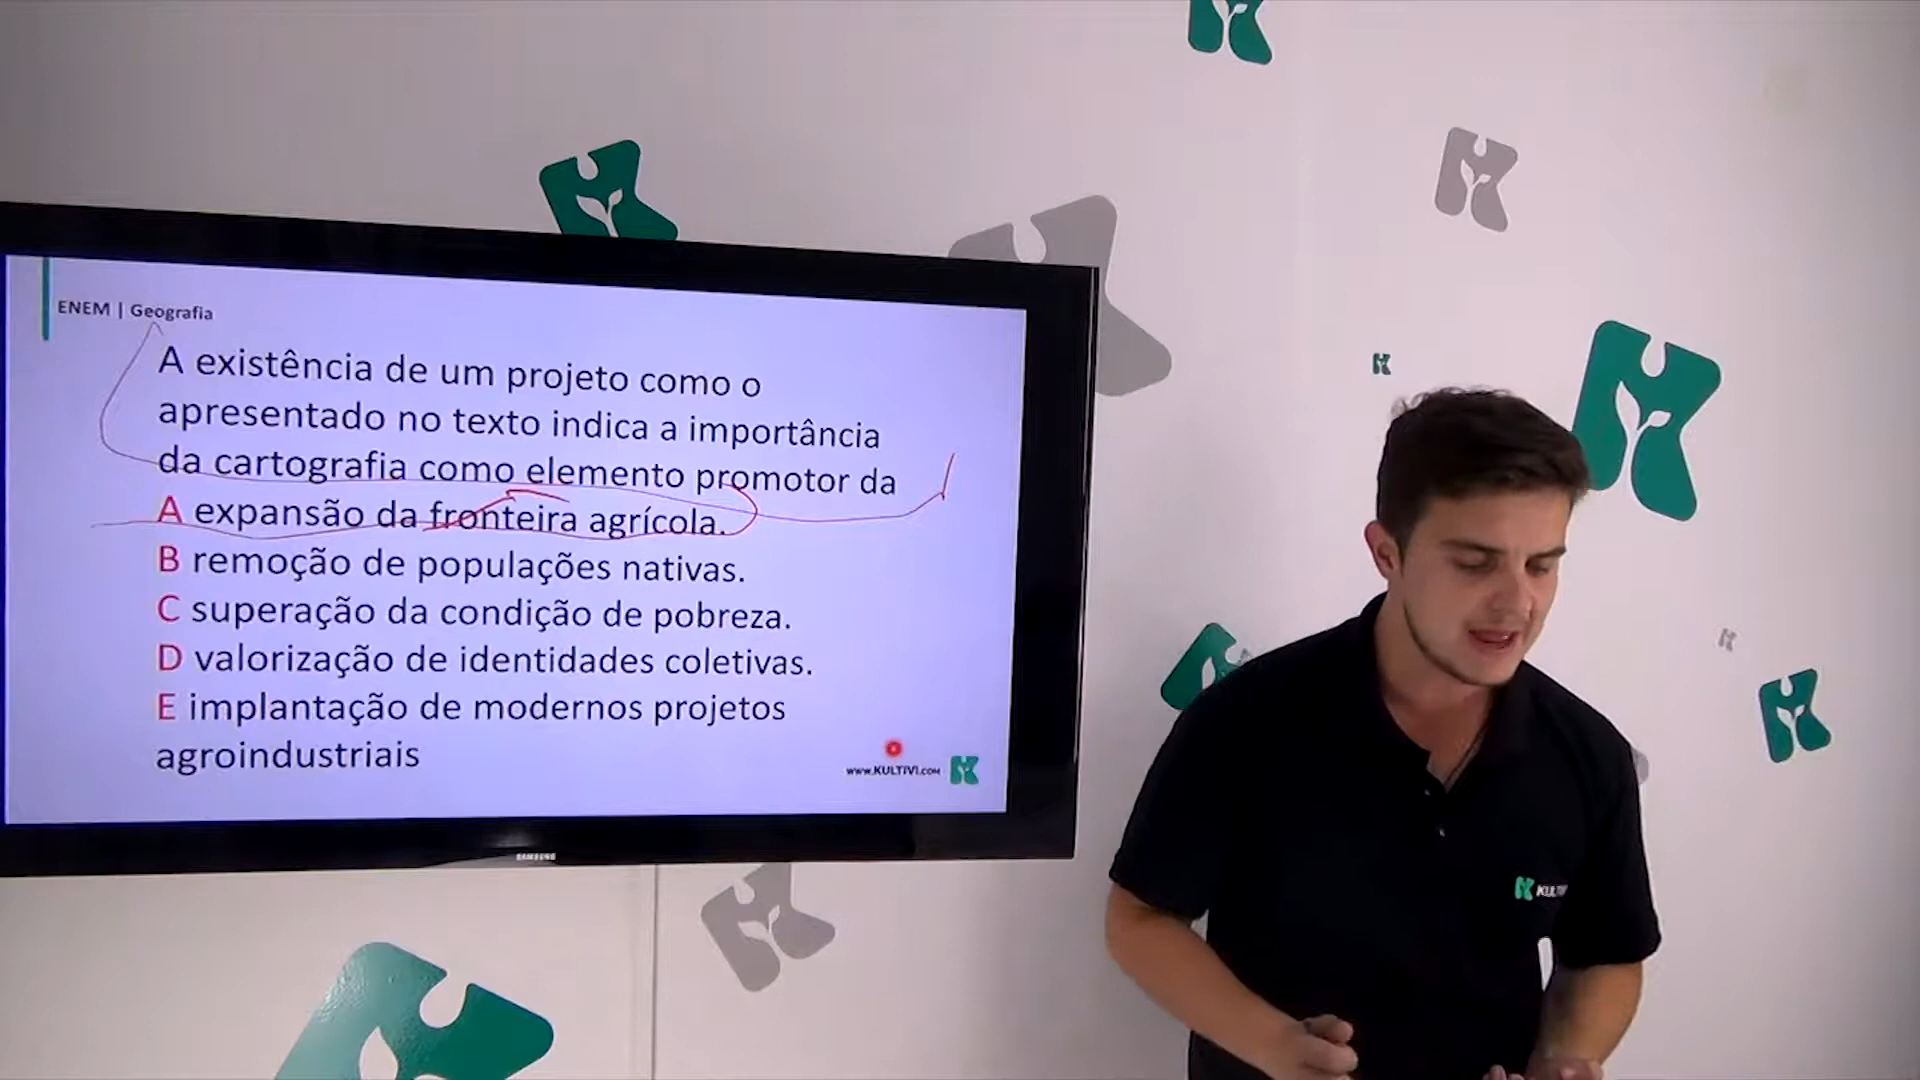 ENEM | Geografia
A existência de um projeto como o
apresentado no texto indica a importância
da cartografia como elemento promotor da
A expansão da fronteira agrícola.
B remoção de populações nativas.
C superação da condição de pobreza.
D valorização de identidades coletivas.
E implantação de modernos projetos
agroindustriais
www.KULTIVI.com
SAMSUNG